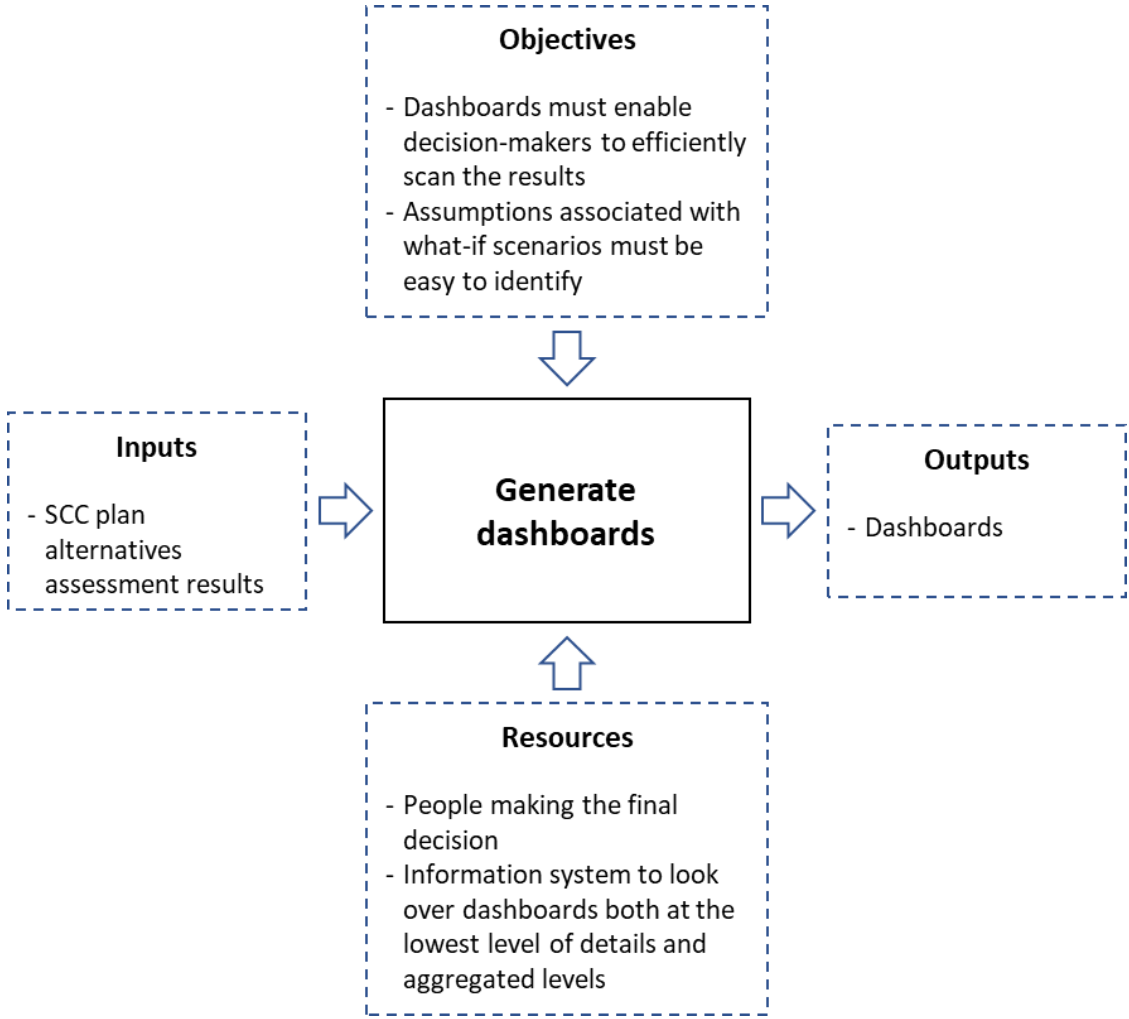 Objectives
- Dashboards must enable
decision-makers to efficiently
scan the results
- Assumptions associated with
what-if scenarios must be
easy to identify
Inputs
- SCC plan
alternatives
assessment results
Generate
dashboards
Outputs
- Dashboards
Resources
- People making the final
decision
- Information system to look
over dashboards both at the
lowest level of details and
aggregated levels